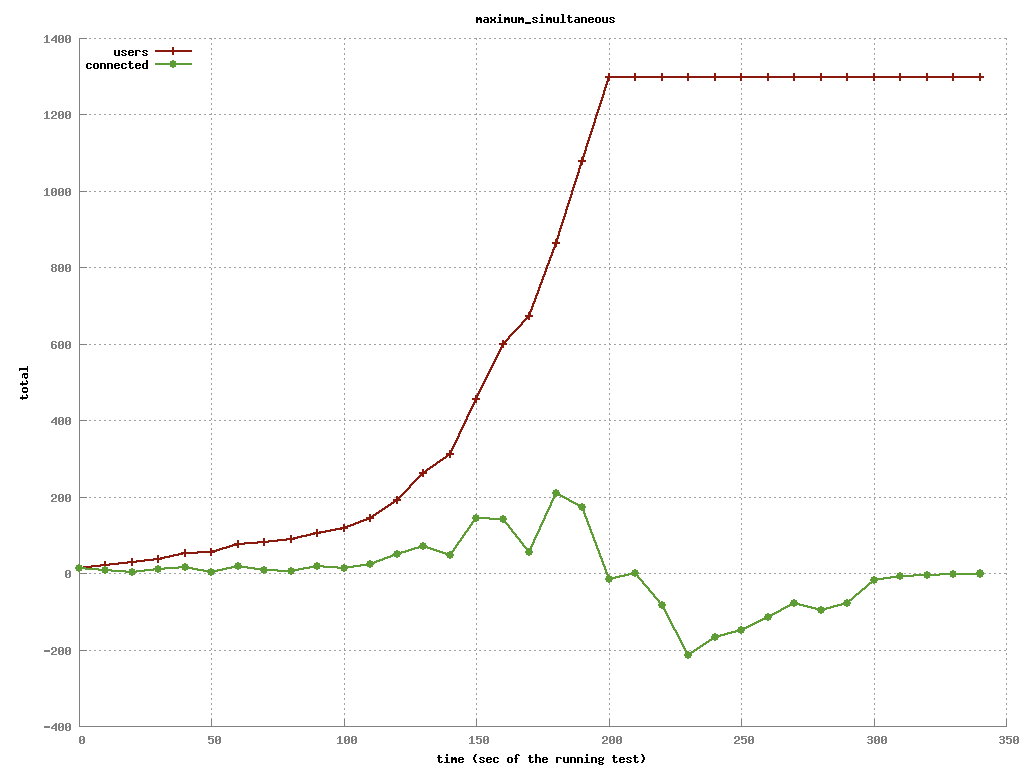 maximum_simultaneous
users
connected
1400
1200
1000
800
600
400
200
0
-200
-400
total
0 50 100 150 200 250 300 350
time (sec of the running test)